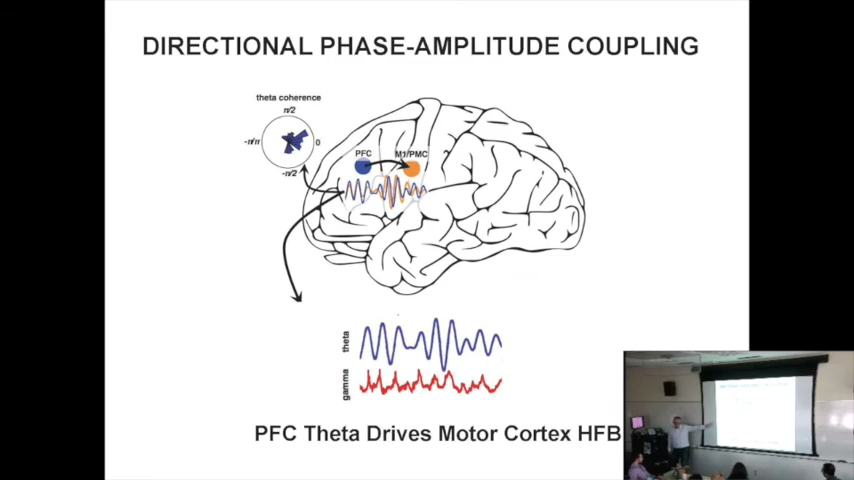 DIRECTIONAL PHASE-AMPLITUDE COUPLING
theta coherence
π/2
-π/π
0
-π/2
PFC
M1/PMC
theta
gamma
PFC Theta Drives Motor Cortex HFB